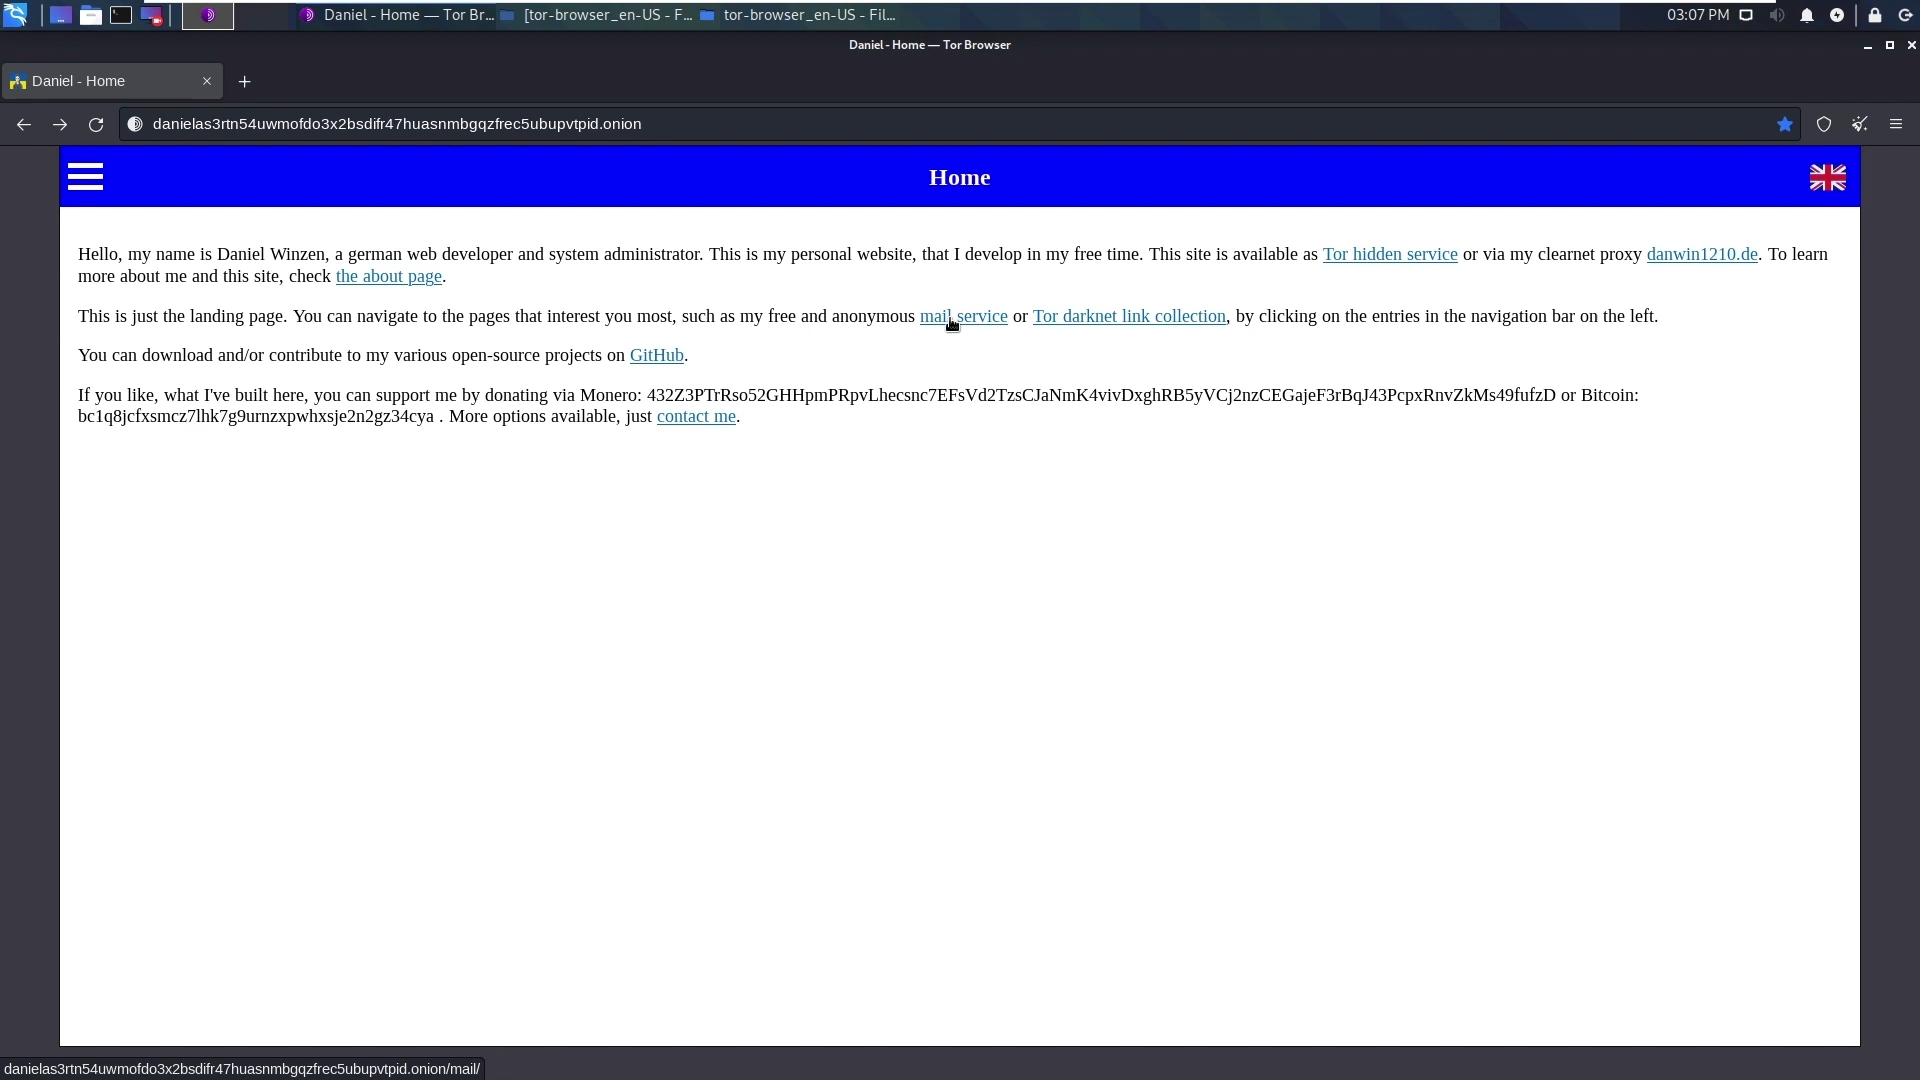 Daniel - Home — Tor Br...
[tor-browser_en-US - F...
tor-browser_en-US - Fil...
03:07 PM
Daniel - Home — Tor Browser
Daniel - Home
danielas3rtn54uwmofdo3x2bsdifr47huasnmbgqzfrec5ubupvtpid.onion
Home
Hello, my name is Daniel Winzen, a german web developer and system administrator. This is my personal website, that I develop in my free time. This site is available as Tor hidden service or via my clearnet proxy danwin1210.de. To learn
more about me and this site, check the about page.
This is just the landing page. You can navigate to the pages that interest you most, such as my free and anonymous mail service or Tor darknet link collection, by clicking on the entries in the navigation bar on the left.
You can download and/or contribute to my various open-source projects on GitHub.
If you like, what I've built here, you can support me by donating via Monero: 432Z3PTrRso52GHHpmPRpvLhecsnc7EFsVd2TzsCJaNmK4vivDxghRB5yVCj2nzCEGajeF3rBqJ43PcpxRnvZkMs49fufzD or Bitcoin:
bc1q8jcfxsmcz7lhk7g9urnzxpwhxsje2n2gz34cya . More options available, just contact me.
danielas3rtn54uwmofdo3x2bsdifr47huasnmbgqzfrec5ubupvtpid.onion/mail/